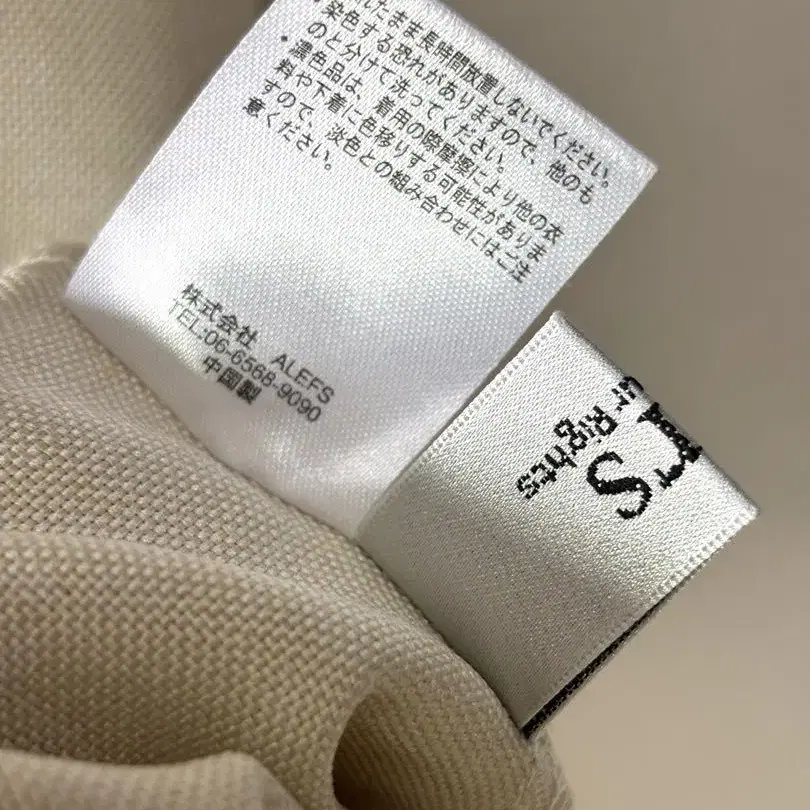 れたまま長時間放置しないでください。
染色する恐れがありますので、他のも
のと分けて洗ってください。
・濃色品は、着用の際摩擦により他の衣
料や下着に色移りする可能性がありま
すので、淡色との組み合わせにはご注
意ください。
株式会社 ALEFS
TEL:06-6568-9090
中国製
Rights